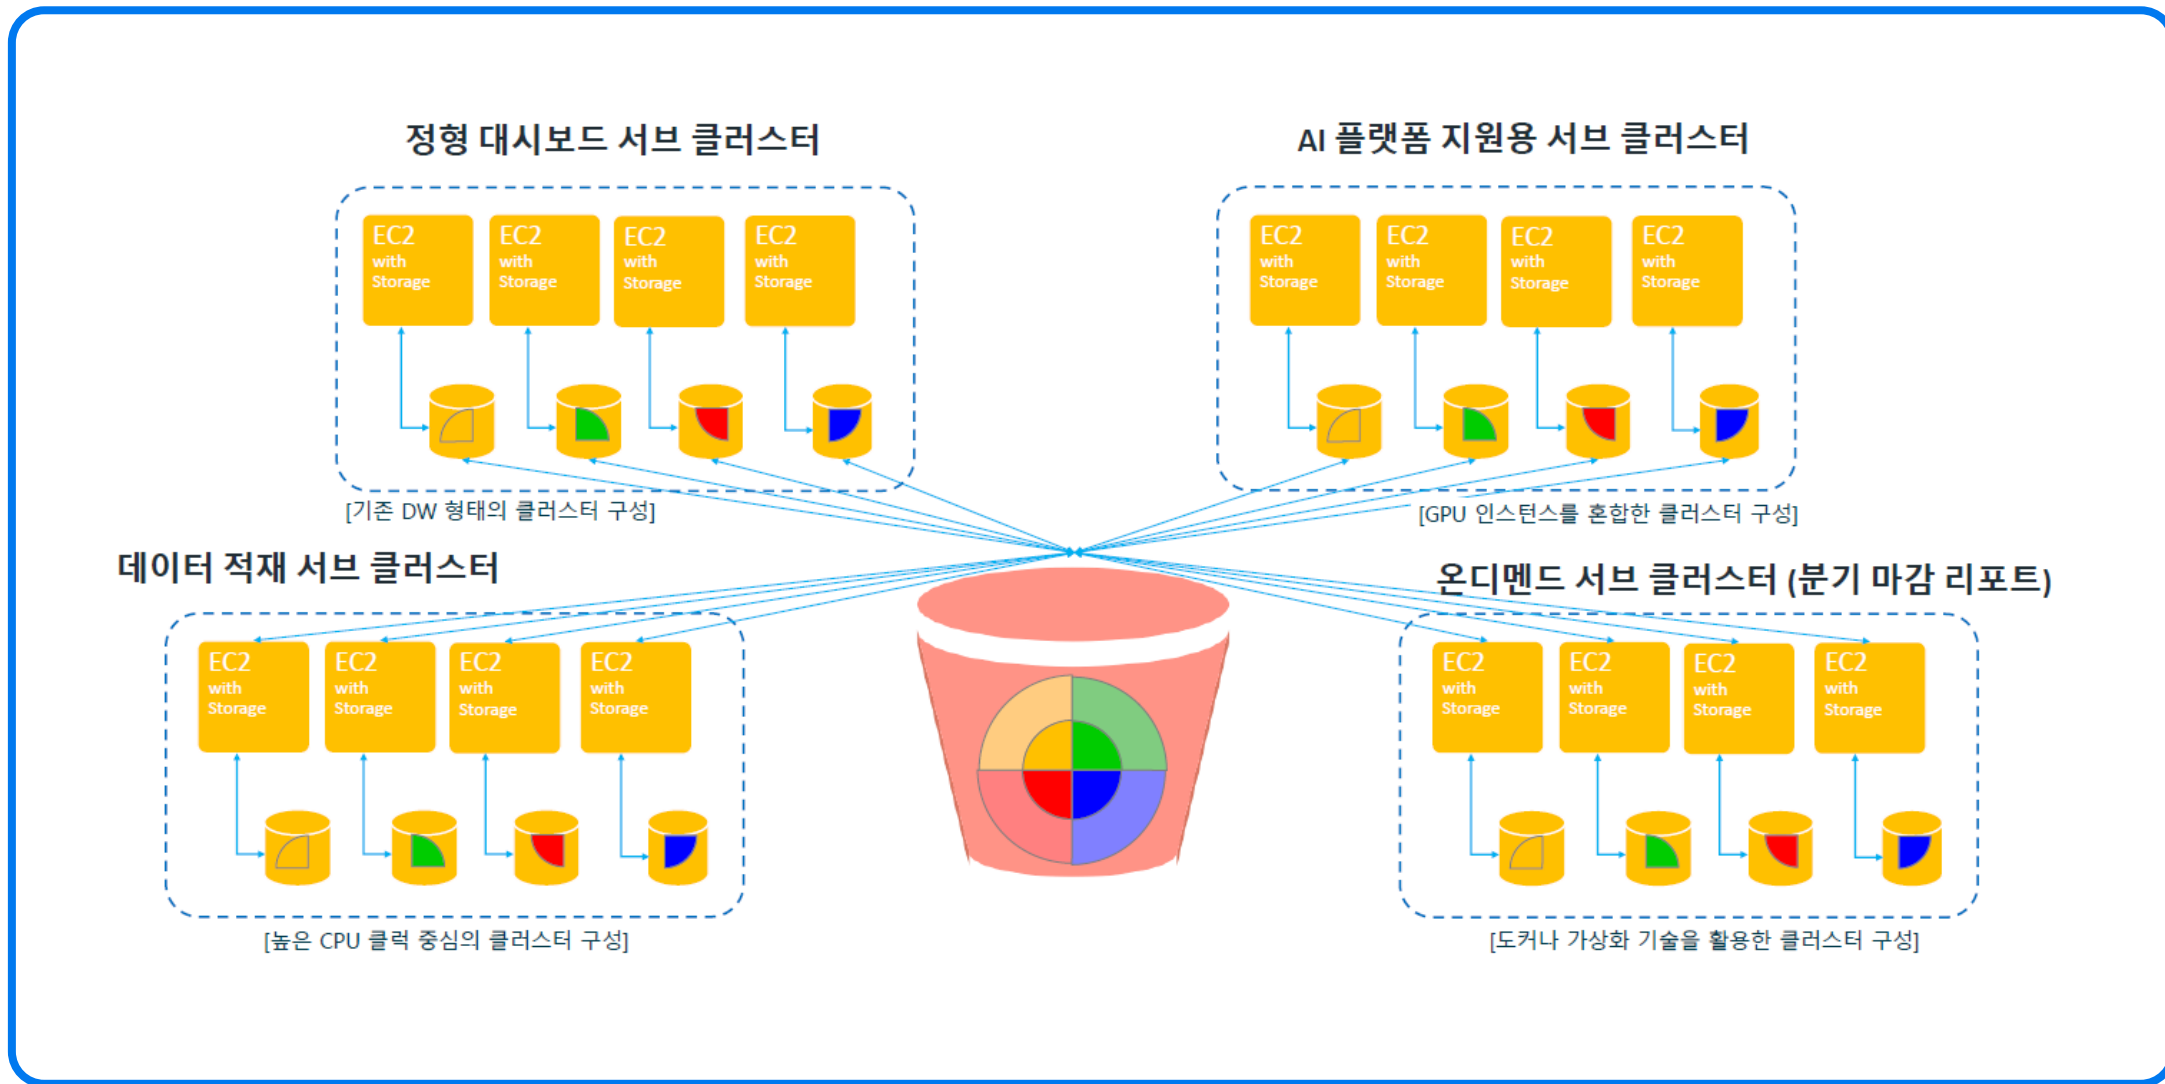 정형 대시보드 서브 클러스터
EC2
with
Storage
EC2
with
Storage
EC2
with
Storage
EC2
with
Storage
[기존 DW 형태의 클러스터 구성]
AI 플랫폼 지원용 서브 클러스터
EC2
with
Storage
EC2
with
Storage
EC2
with
Storage
EC2
with
Storage
[GPU 인스턴스를 혼합한 클러스터 구성]
데이터 적재 서브 클러스터
EC2
with
Storage
EC2
with
Storage
EC2
with
Storage
EC2
with
Storage
[높은 CPU 클럭 중심의 클러스터 구성]
온디멘드 서브 클러스터 (분기 마감 리포트)
EC2
with
Storage
EC2
with
Storage
EC2
with
Storage
EC2
with
Storage
[도커나 가상화 기술을 활용한 클러스터 구성]